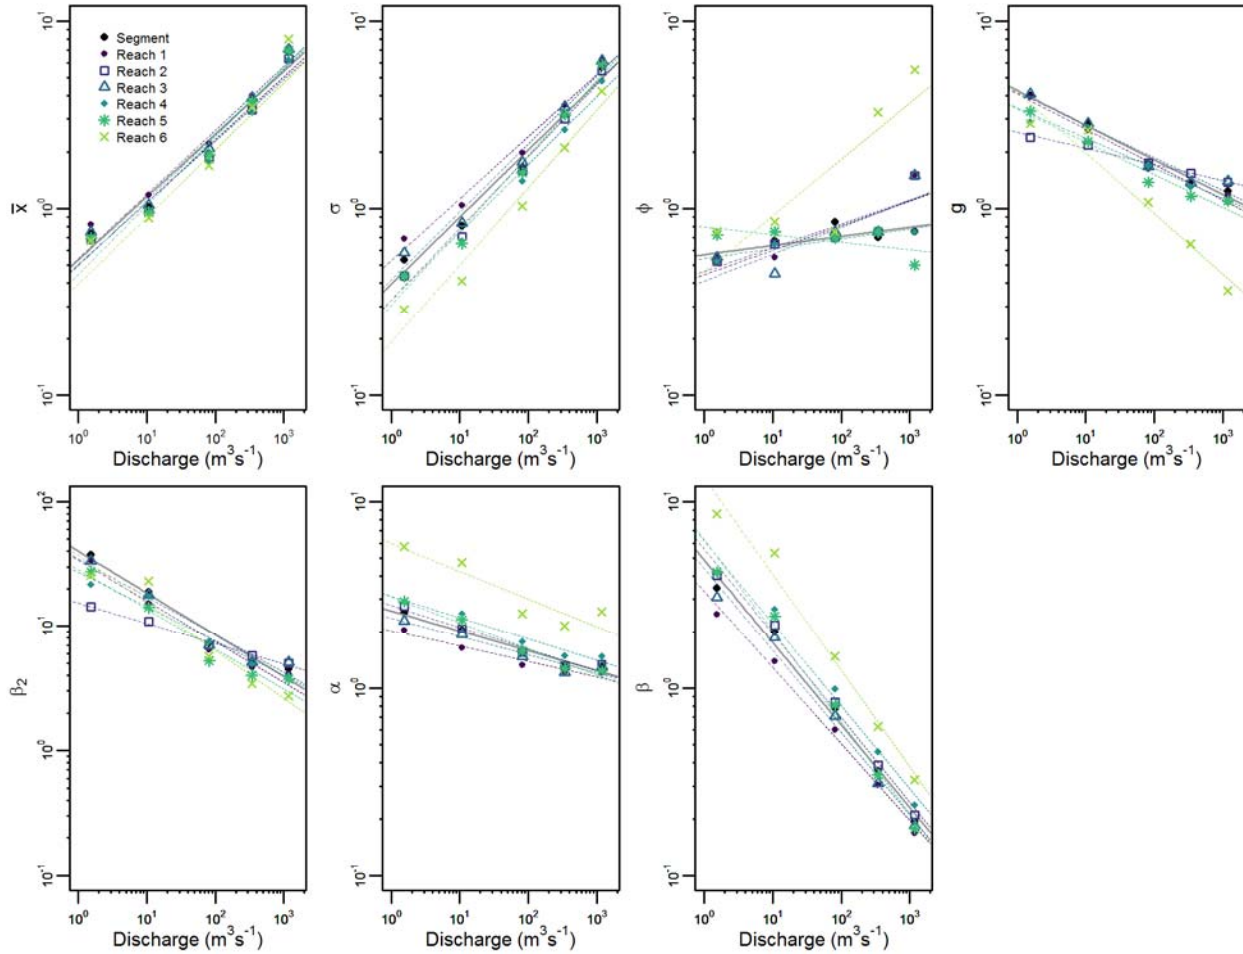 Segment
Reach 1
Reach 2
Reach 3
Reach 4
Reach 5
Reach 6
x̅
10⁻¹ 10⁰ 10¹
10⁰ 10¹ 10² 10³
Discharge (m³s⁻¹)
σ
10⁻¹ 10⁰ 10¹
10⁰ 10¹ 10² 10³
Discharge (m³s⁻¹)
ϕ
10⁻¹ 10⁰ 10¹
10⁰ 10¹ 10² 10³
Discharge (m³s⁻¹)
g
10⁻¹ 10⁰ 10¹
10⁰ 10¹ 10² 10³
Discharge (m³s⁻¹)
β₂
10⁻¹ 10⁰ 10¹ 10²
10⁰ 10¹ 10² 10³
Discharge (m³s⁻¹)
α
10⁻¹ 10⁰ 10¹
10⁰ 10¹ 10² 10³
Discharge (m³s⁻¹)
β
10⁻¹ 10⁰ 10¹
10⁰ 10¹ 10² 10³
Discharge (m³s⁻¹)